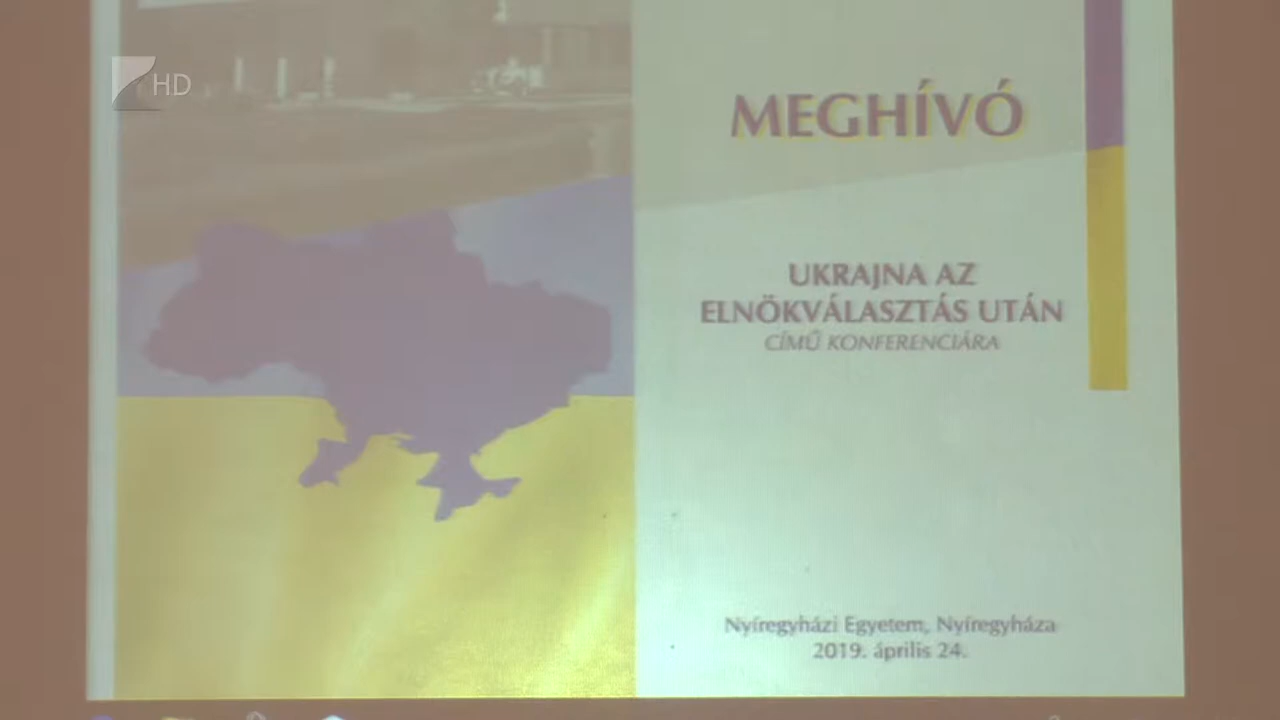 HD
MEGHÍVÓ
UKRAJNA AZ
ELNÖKVÁLASZTÁS UTÁN
CÍMŰ KONFERENCIÁRA
Nyíregyházi Egyetem, Nyíregyháza
2019. április 24.